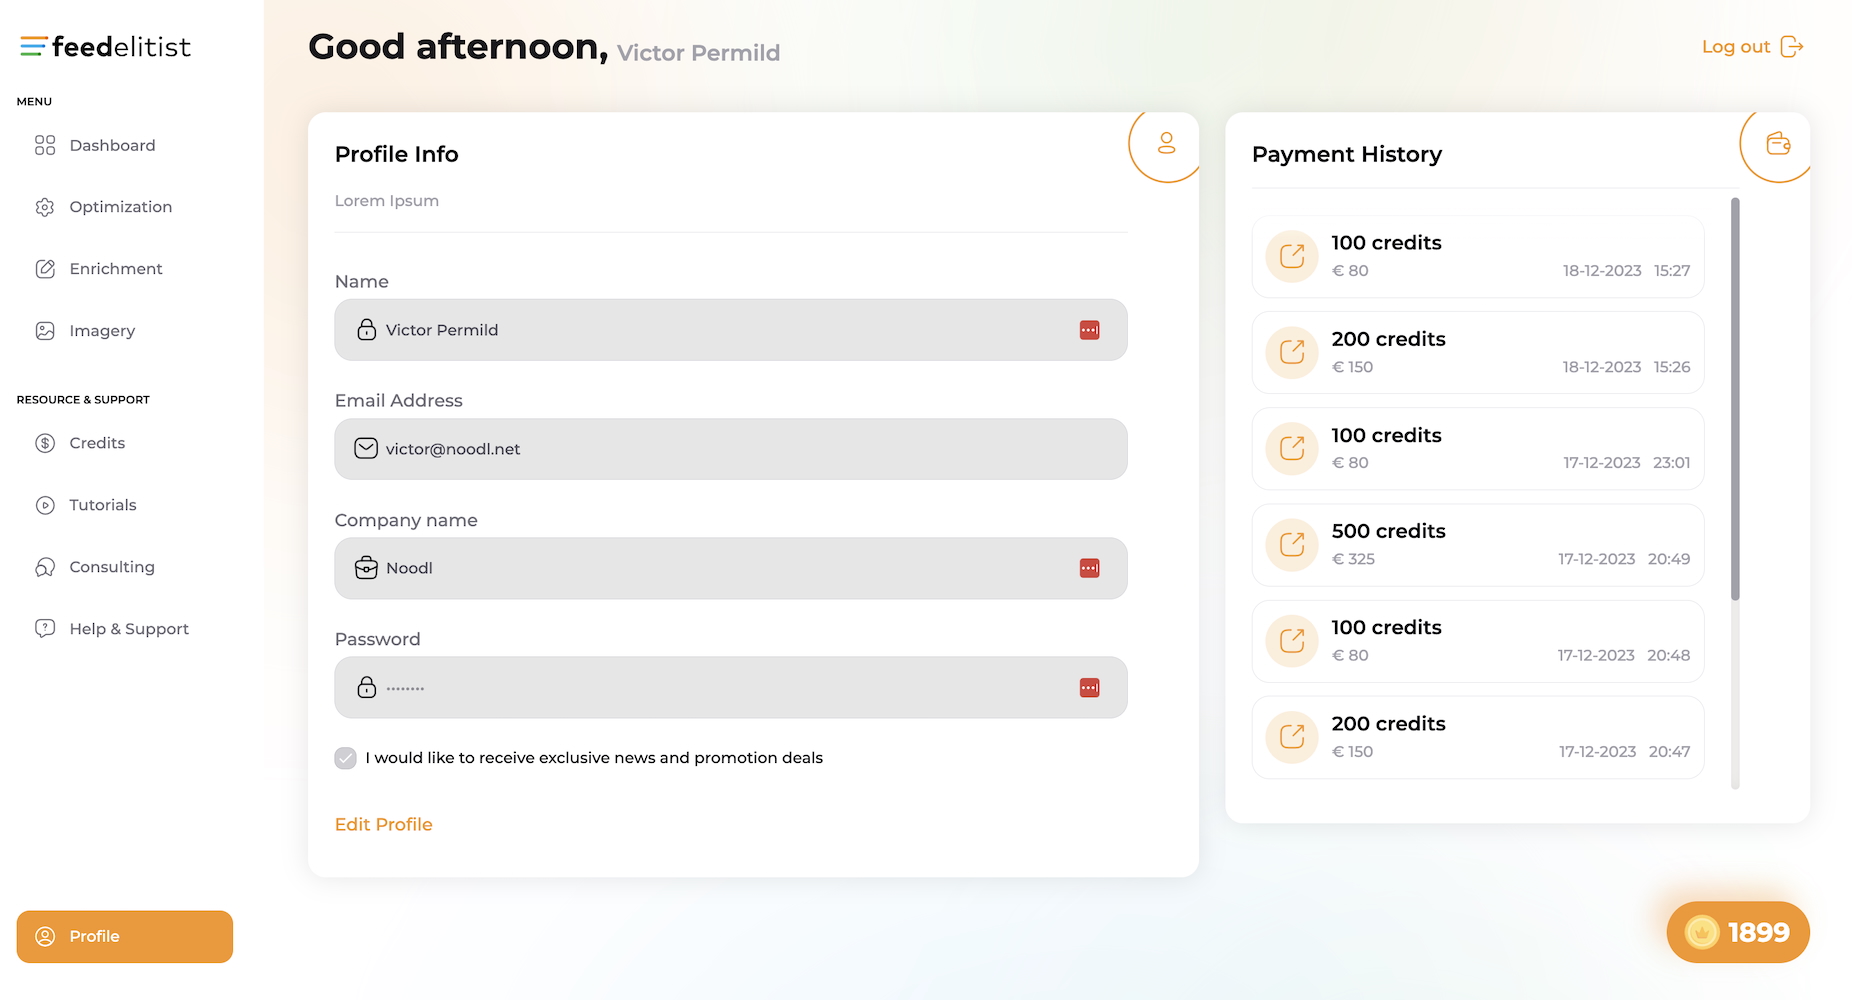 feedelitist
MENU
Dashboard
Optimization
Enrichment
Imagery
RESOURCE & SUPPORT
Credits
Tutorials
Consulting
Help & Support
Profile
Good afternoon, Victor Permild
Log out
Profile Info
Lorem Ipsum
Name
Victor Permild
Email Address
victor@noodl.net
Company name
Noodl
Password
········
I would like to receive exclusive news and promotion deals
Edit Profile
Payment History
100 credits
€ 80 18-12-2023 15:27
200 credits
€ 150 18-12-2023 15:26
100 credits
€ 80 17-12-2023 23:01
500 credits
€ 325 17-12-2023 20:49
100 credits
€ 80 17-12-2023 20:48
200 credits
€ 150 17-12-2023 20:47
1899